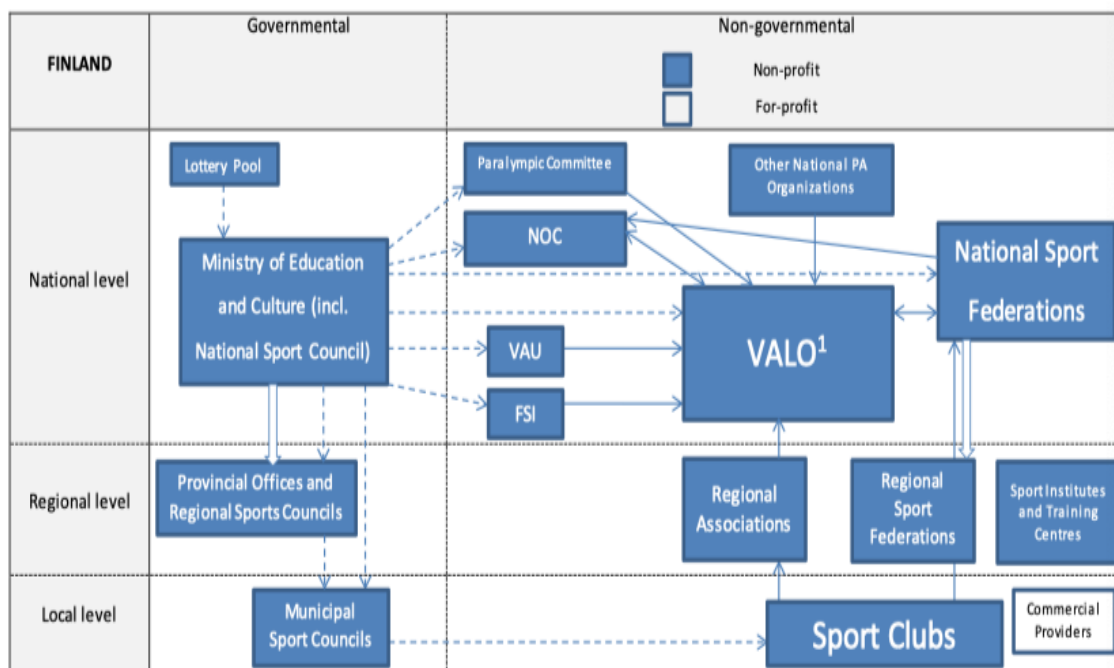 Governmental
Non-governmental
FINLAND
Non-profit
For-profit
National level
Lottery Pool
Ministry of Education
and Culture (incl.
National Sport Council)
Paralympic Committee
NOC
VAU
FSI
Other National PA
Organizations
VALO¹
National Sport
Federations
Regional level
Provincial Offices and
Regional Sports Councils
Regional
Associations
Regional
Sport
Federations
Sport Institutes
and Training
Centres
Local level
Municipal
Sport Councils
Sport Clubs
Commercial
Providers